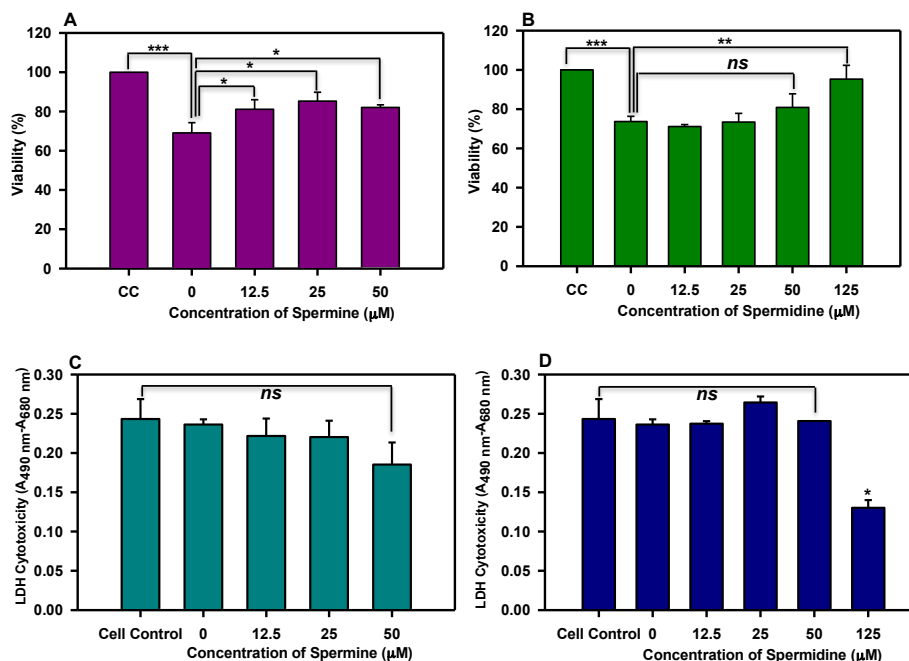 A
120
100
80
60
40
20
0
Viability (%)
***
*
*
*
CC 0 12.5 25 50
Concentration of Spermine (μM)
B
120
100
80
60
40
20
0
Viability (%)
***
**
ns
CC 0 12.5 25 50 125
Concentration of Spermidine (μM)
C
0.30
0.25
0.20
0.15
0.10
0.05
0.00
LDH Cytotoxicity (A490 nm-A680 nm)
ns
Cell Control 0 12.5 25 50
Concentration of Spermine (μM)
D
0.30
0.25
0.20
0.15
0.10
0.05
0.00
LDH Cytotoxicity (A490 nm-A680 nm)
ns
*
Cell Control 0 12.5 25 50 125
Concentration of Spermidine (μM)